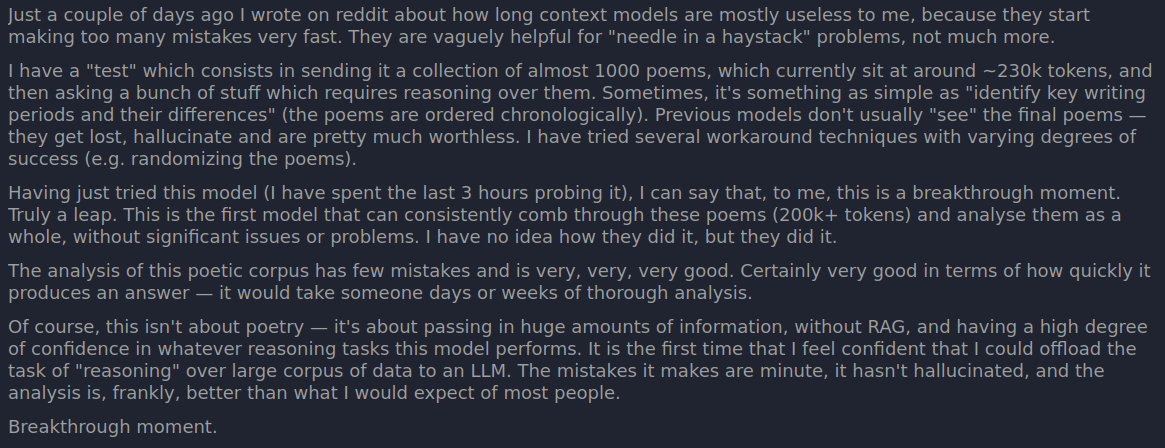 Just a couple of days ago I wrote on reddit about how long context models are mostly useless to me, because they start
making too many mistakes very fast. They are vaguely helpful for "needle in a haystack" problems, not much more.
I have a "test" which consists in sending it a collection of almost 1000 poems, which currently sit at around ~230k tokens, and
then asking a bunch of stuff which requires reasoning over them. Sometimes, it's something as simple as "identify key writing
periods and their differences" (the poems are ordered chronologically). Previous models don't usually "see" the final poems —
they get lost, hallucinate and are pretty much worthless. I have tried several workaround techniques with varying degrees of
success (e.g. randomizing the poems).
Having just tried this model (I have spent the last 3 hours probing it), I can say that, to me, this is a breakthrough moment.
Truly a leap. This is the first model that can consistently comb through these poems (200k+ tokens) and analyse them as a
whole, without significant issues or problems. I have no idea how they did it, but they did it.
The analysis of this poetic corpus has few mistakes and is very, very, very good. Certainly very good in terms of how quickly it
produces an answer — it would take someone days or weeks of thorough analysis.
Of course, this isn't about poetry — it's about passing in huge amounts of information, without RAG, and having a high degree
of confidence in whatever reasoning tasks this model performs. It is the first time that I feel confident that I could offload the
task of "reasoning" over large corpus of data to an LLM. The mistakes it makes are minute, it hasn't hallucinated, and the
analysis is, frankly, better than what I would expect of most people.
Breakthrough moment.